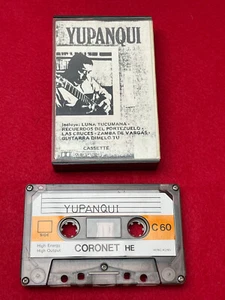 YUPANQUI
Incluye: LUNA TUCUMANA -
RECUERDOS DEL PORTEZUELO -
LAS CRUCES - ZAMBA DE VARGAS -
GUITARRA DIMELO TU
CASSETTE
YUPANQUI
C 60
High Energy
High Output
CORONET HE